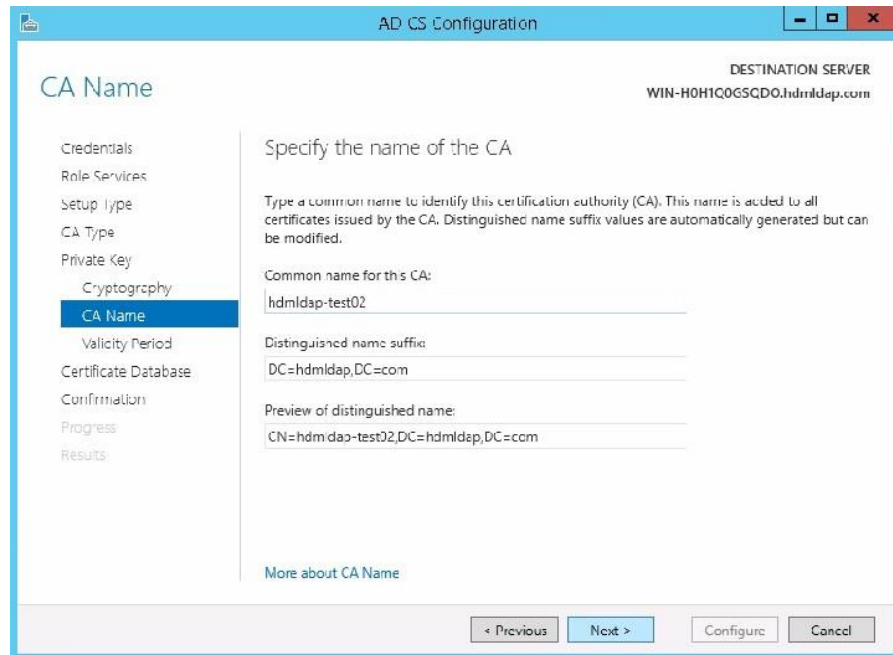 AD CS Configuration
CA Name
DESTINATION SERVER
WIN-H0H1Q0GSQDO.hdmldap.com
Credentials
Role Services
Setup Type
CA Type
Private Key
Cryptography
CA Name
Validity Period
Certificate Database
Confirmation
Progress
Results
Specify the name of the CA
Type a common name to identify this certification authority (CA). This name is added to all
certificates issued by the CA. Distinguished name suffix values are automatically generated but can
be modified.
Common name for this CA:
hdmldap-test02
Distinguished name suffix:
DC=hdmldap,DC=com
Preview of distinguished name:
CN=hdmldap-test02,DC=hdmldap,DC=com
More about CA Name
< Previous
Next >
Configure
Cancel